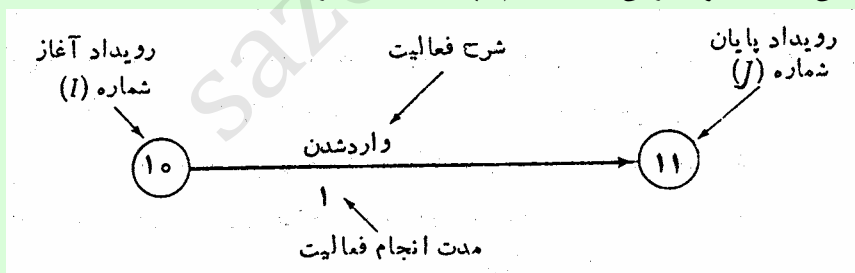 رویداد آغاز
شماره (I)
شرح فعالیت
رویداد پایان
شماره (J)
واردشدن
۱۰
۱۱
۱
مدت انجام فعالیت